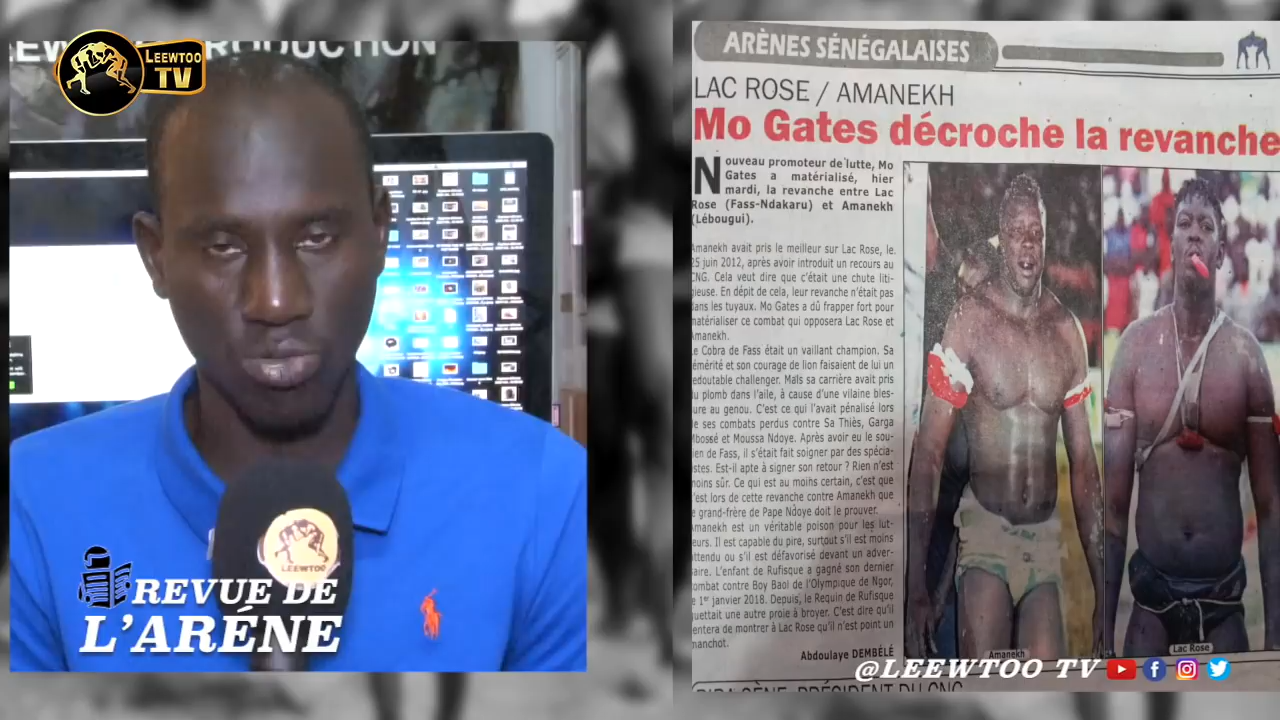 LEEWTOO
TV
REVUE DE
L'ARÉNE
LEEWTOO
ARÈNES SÉNÉGALAISES
LAC ROSE / AMANEKH
Mo Gates décroche la revanche
Nouveau promoteur de lutte, Mo
Gates a matérialisé, hier
mardi, la revanche entre Lac
Rose (Fass-Ndakaru) et Amanekh
(Lébougui).
Amanekh avait pris le meilleur sur Lac Rose, le
25 juin 2012, après avoir introduit un recours au
CNG. Cela veut dire que c'était une chute liti-
gieuse. En dépit de cela, leur revanche n'était pas
dans les tuyaux. Mo Gates a dû frapper fort pour
matérialiser ce combat qui opposera Lac Rose et
Amanekh.
Le Cobra de Fass était un vaillant champion. Sa
témérité et son courage de lion faisaient de lui un
redoutable challenger. Mais sa carrière avait pris
du plomb dans l'aile, à cause d'une vilaine bles-
sure au genou. C'est ce qui l'avait pénalisé lors
de ses combats perdus contre Sa Thiès, Garga
Mbossé et Moussa Ndoye. Après avoir eu le sou-
tien de Fass, il s'était fait soigner par des spécia-
listes. Est-il apte à signer son retour ? Rien n'est
moins sûr. Ce qui est au moins certain, c'est que
c'est lors de cette revanche contre Amanekh que
le grand-frère de Pape Ndoye doit le prouver.
Amanekh est un véritable poison pour les lut-
teurs. Il est capable du pire, surtout s'il est moins
attendu ou s'il est défavorisé devant un adver-
saire. L'enfant de Rufisque a gagné son dernier
combat contre Boy Baol de l'Olympique de Ngor,
le 1er janvier 2018. Depuis, le Requin de Rufisque
guettait une autre proie à broyer. C'est dire qu'il
tentera de montrer à Lac Rose qu'il n'est point un
manchot.
Abdoulaye DEMBÉLÉ
Amanekh
Lac Rose
@LEEWTOO TV